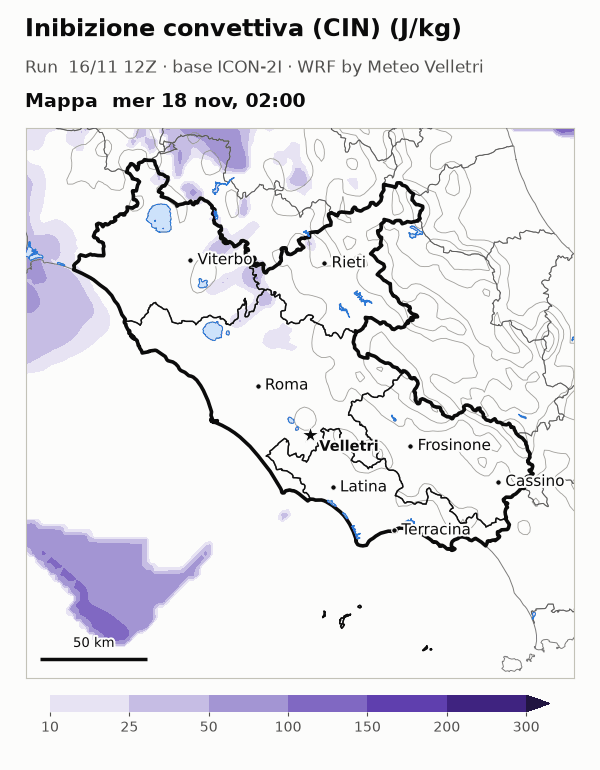 Inibizione convettiva (CIN) (J/kg)
Run  16/11 12Z · base ICON-2I · WRF by Meteo Velletri
Mappa  mer 18 nov, 02:00
Viterbo
Rieti
Roma
Velletri
Frosinone
Cassino
Latina
Terracina
50 km
10 25 50 100 150 200 300